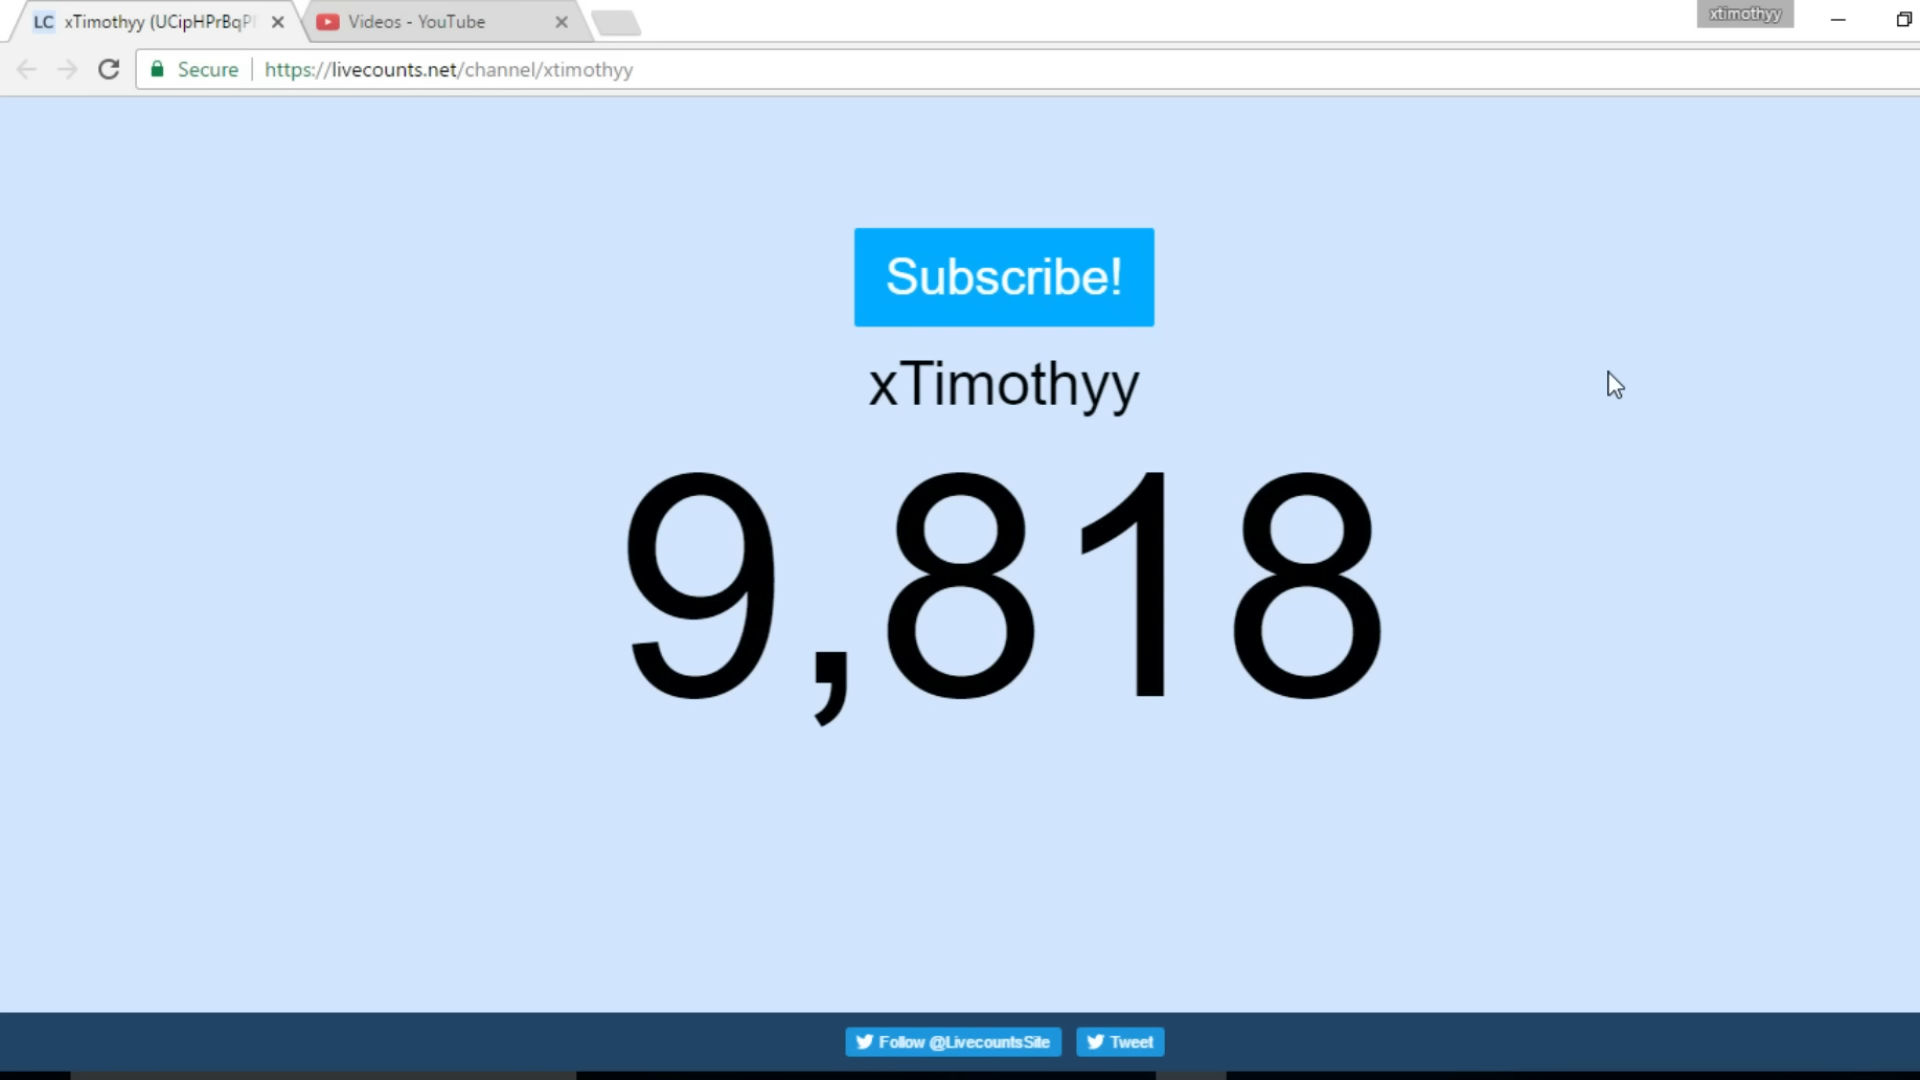 LC xTimothyy (UCipHPrBqP
Videos - YouTube
xtimothyy
Secure https://livecounts.net/channel/xtimothyy
Subscribe!
xTimothyy
9,818
Follow @LivecountsSite
Tweet